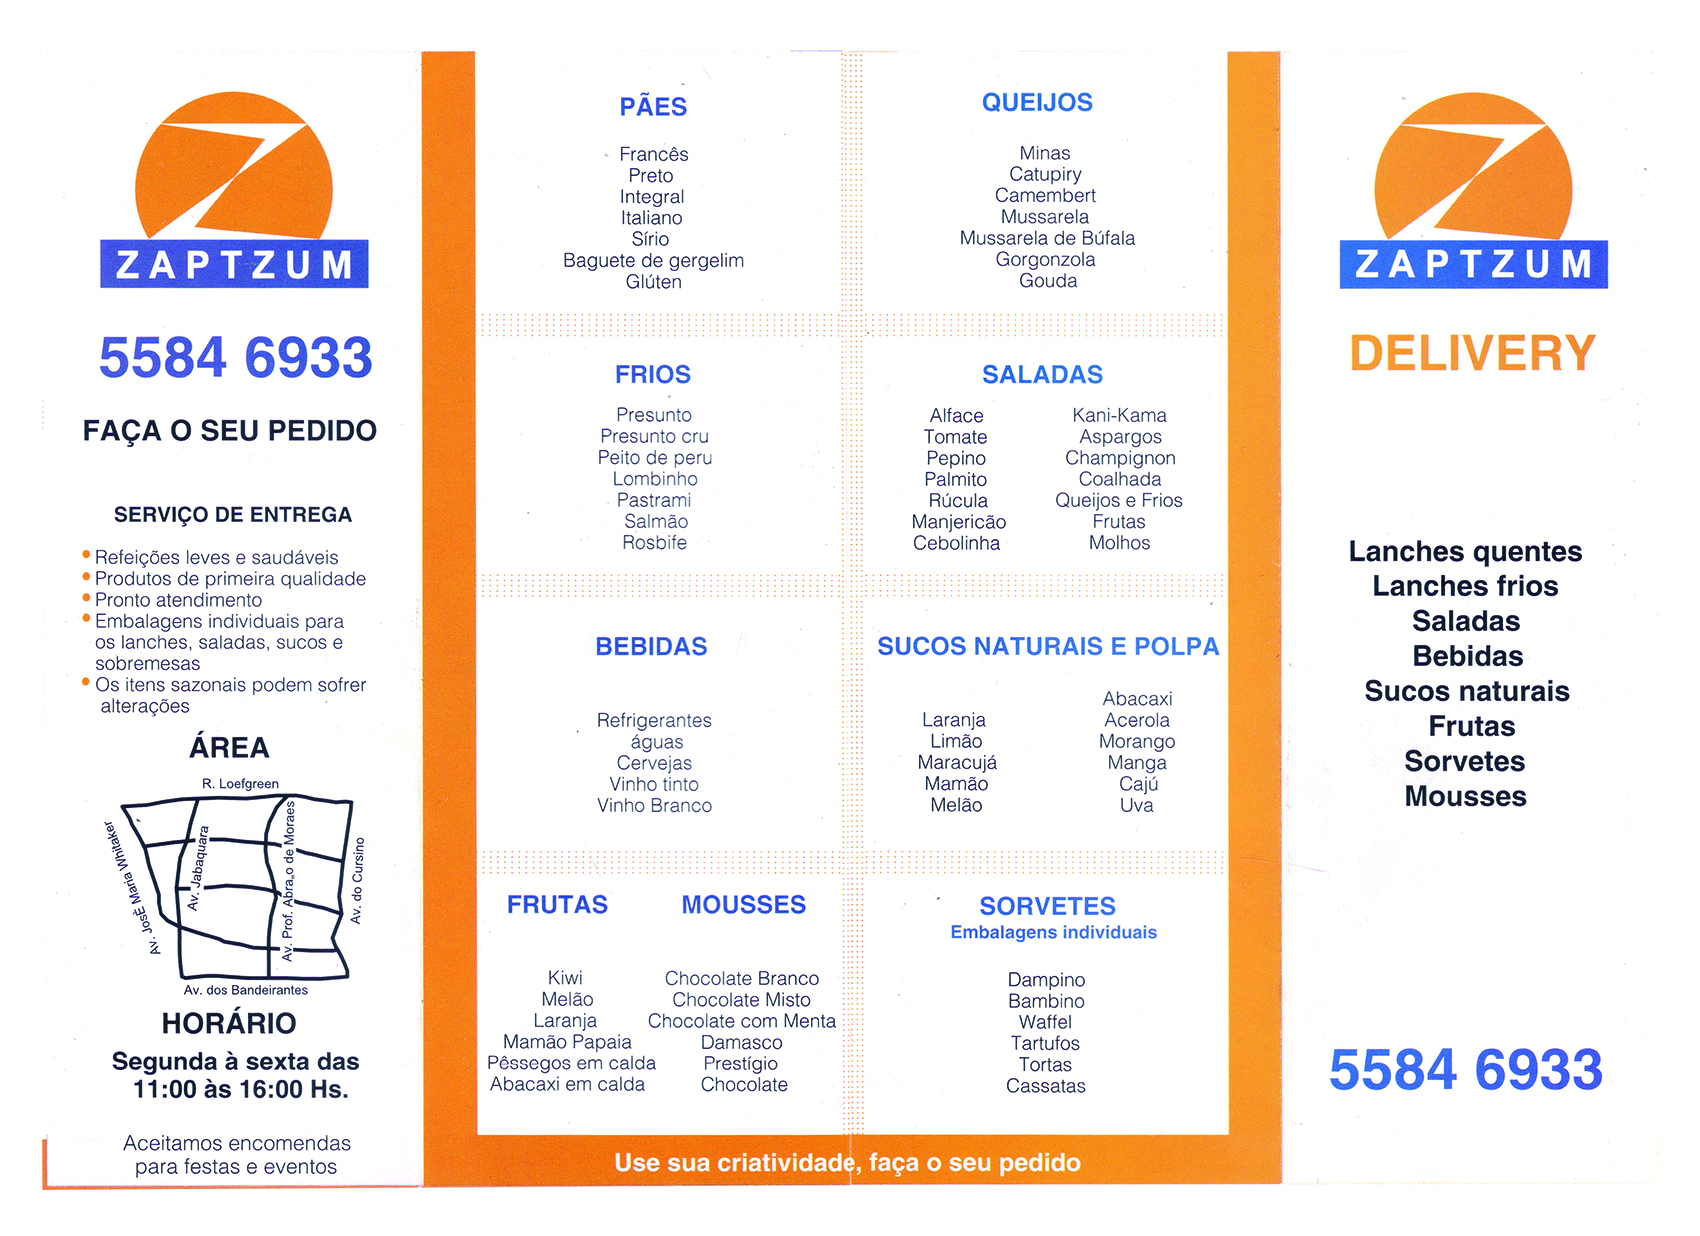 ZAPTZUM
5584 6933
FAÇA O SEU PEDIDO
SERVIÇO DE ENTREGA
• Refeições leves e saudáveis
• Produtos de primeira qualidade
• Pronto atendimento
• Embalagens individuais para
os lanches, saladas, sucos e
sobremesas
• Os itens sazonais podem sofrer
alterações
ÁREA
R. Loefgreen
Av. JosÈ Maria Whitaker
Av. Jabaquara
Av. Prof. Abra„o de Moraes
Av. do Cursino
Av. dos Bandeirantes
HORÁRIO
Segunda à sexta das
11:00 às 16:00 Hs.
Aceitamos encomendas
para festas e eventos
PÃES
Francês
Preto
Integral
Italiano
Sírio
Baguete de gergelim
Glúten
QUEIJOS
Minas
Catupiry
Camembert
Mussarela
Mussarela de Búfala
Gorgonzola
Gouda
FRIOS
Presunto
Presunto cru
Peito de peru
Lombinho
Pastrami
Salmão
Rosbife
SALADAS
Alface
Tomate
Pepino
Palmito
Rúcula
Manjericão
Cebolinha
Kani-Kama
Aspargos
Champignon
Coalhada
Queijos e Frios
Frutas
Molhos
BEBIDAS
Refrigerantes
águas
Cervejas
Vinho tinto
Vinho Branco
SUCOS NATURAIS E POLPA
Laranja
Limão
Maracujá
Mamão
Melão
Abacaxi
Acerola
Morango
Manga
Cajú
Uva
FRUTAS
Kiwi
Melão
Laranja
Mamão Papaia
Pêssegos em calda
Abacaxi em calda
MOUSSES
Chocolate Branco
Chocolate Misto
Chocolate com Menta
Damasco
Prestígio
Chocolate
SORVETES
Embalagens individuais
Dampino
Bambino
Waffel
Tartufos
Tortas
Cassatas
Use sua criatividade, faça o seu pedido
ZAPTZUM
DELIVERY
Lanches quentes
Lanches frios
Saladas
Bebidas
Sucos naturais
Frutas
Sorvetes
Mousses
5584 6933